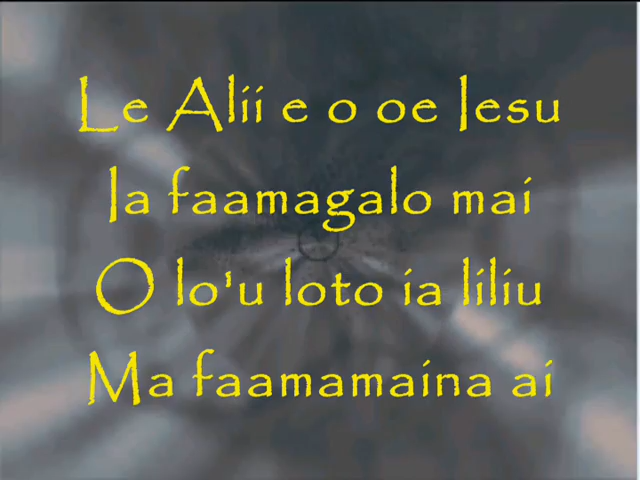 Le Alii e o oe Iesu
Ia faamagalo mai
O lo'u loto ia liliu
Ma faamamaina ai